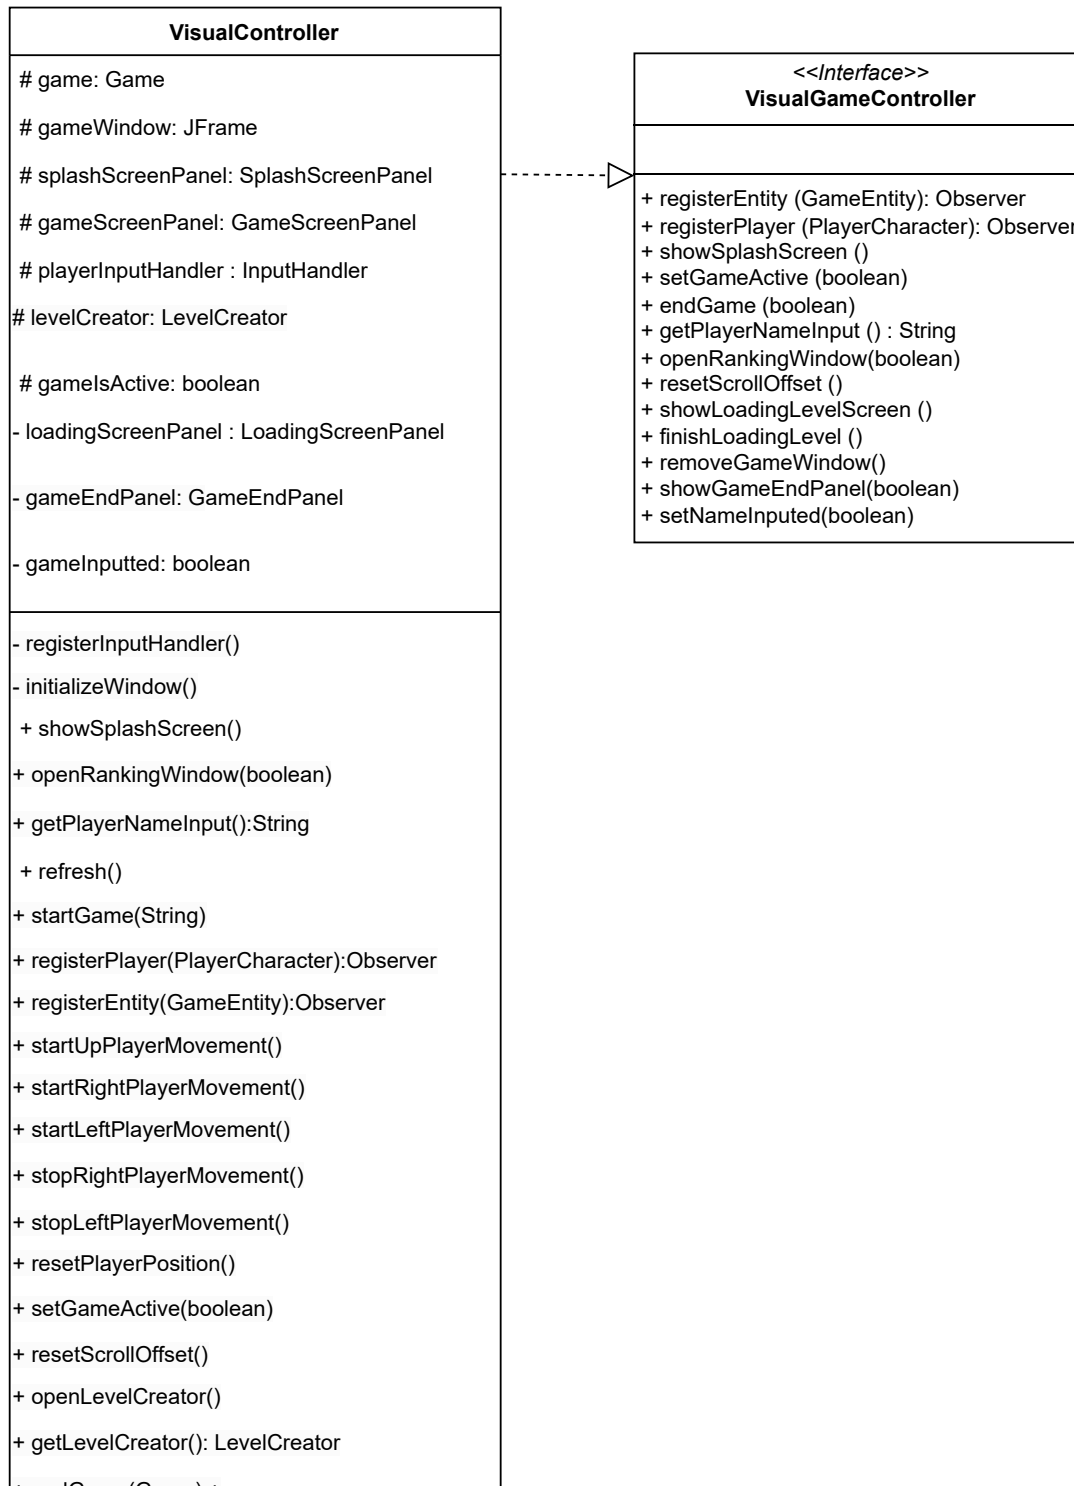 VisualController
# game: Game
# gameWindow: JFrame
# splashScreenPanel: SplashScreenPanel
# gameScreenPanel: GameScreenPanel
# playerInputHandler : InputHandler
# levelCreator: LevelCreator
# gameIsActive: boolean
- loadingScreenPanel : LoadingScreenPanel
- gameEndPanel: GameEndPanel
- gameInputted: boolean
- registerInputHandler()
- initializeWindow()
+ showSplashScreen()
+ openRankingWindow(boolean)
+ getPlayerNameInput():String
+ refresh()
+ startGame(String)
+ registerPlayer(PlayerCharacter):Observer
+ registerEntity(GameEntity):Observer
+ startUpPlayerMovement()
+ startRightPlayerMovement()
+ startLeftPlayerMovement()
+ stopRightPlayerMovement()
+ stopLeftPlayerMovement()
+ resetPlayerPosition()
+ setGameActive(boolean)
+ resetScrollOffset()
+ openLevelCreator()
+ getLevelCreator(): LevelCreator
<<Interface>>
VisualGameController
+ registerEntity (GameEntity): Observer
+ registerPlayer (PlayerCharacter): Observer
+ showSplashScreen ()
+ setGameActive (boolean)
+ endGame (boolean)
+ getPlayerNameInput () : String
+ openRankingWindow(boolean)
+ resetScrollOffset ()
+ showLoadingLevelScreen ()
+ finishLoadingLevel ()
+ removeGameWindow()
+ showGameEndPanel(boolean)
+ setNameInputed(boolean)